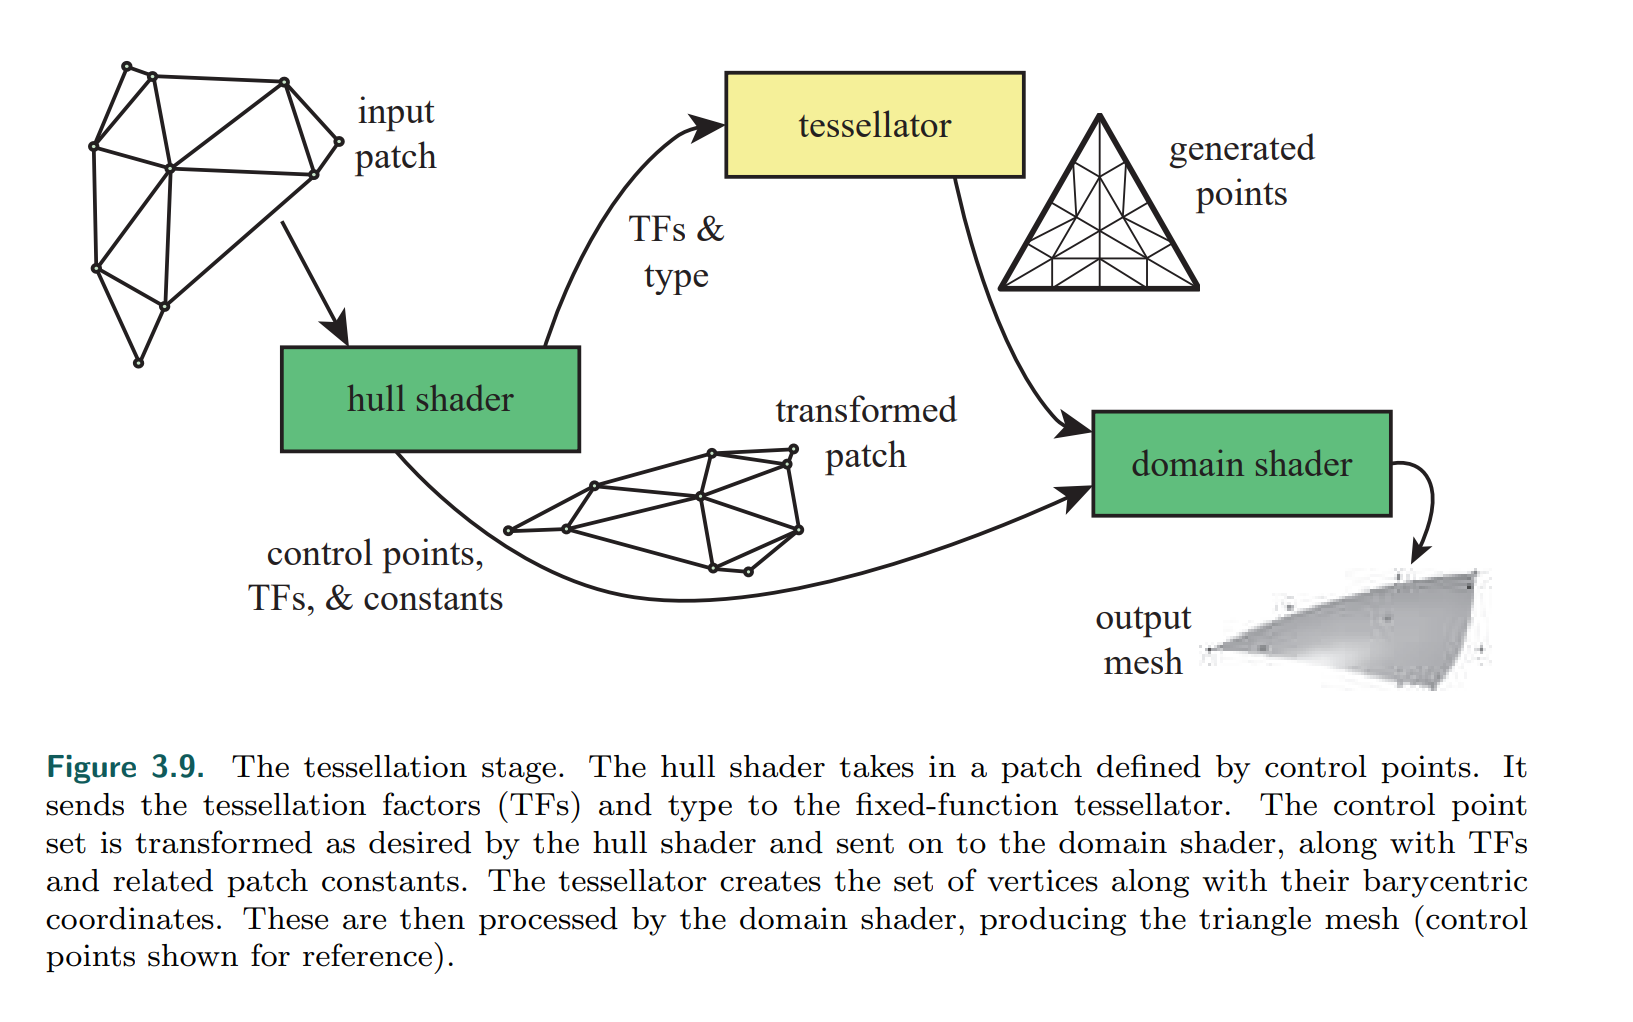 input
patch
tessellator
generated
points
TFs &
type
hull shader
transformed
patch
domain shader
control points,
TFs, & constants
output
mesh
Figure 3.9. The tessellation stage. The hull shader takes in a patch defined by control points. It
sends the tessellation factors (TFs) and type to the fixed-function tessellator. The control point
set is transformed as desired by the hull shader and sent on to the domain shader, along with TFs
and related patch constants. The tessellator creates the set of vertices along with their barycentric
coordinates. These are then processed by the domain shader, producing the triangle mesh (control
points shown for reference).